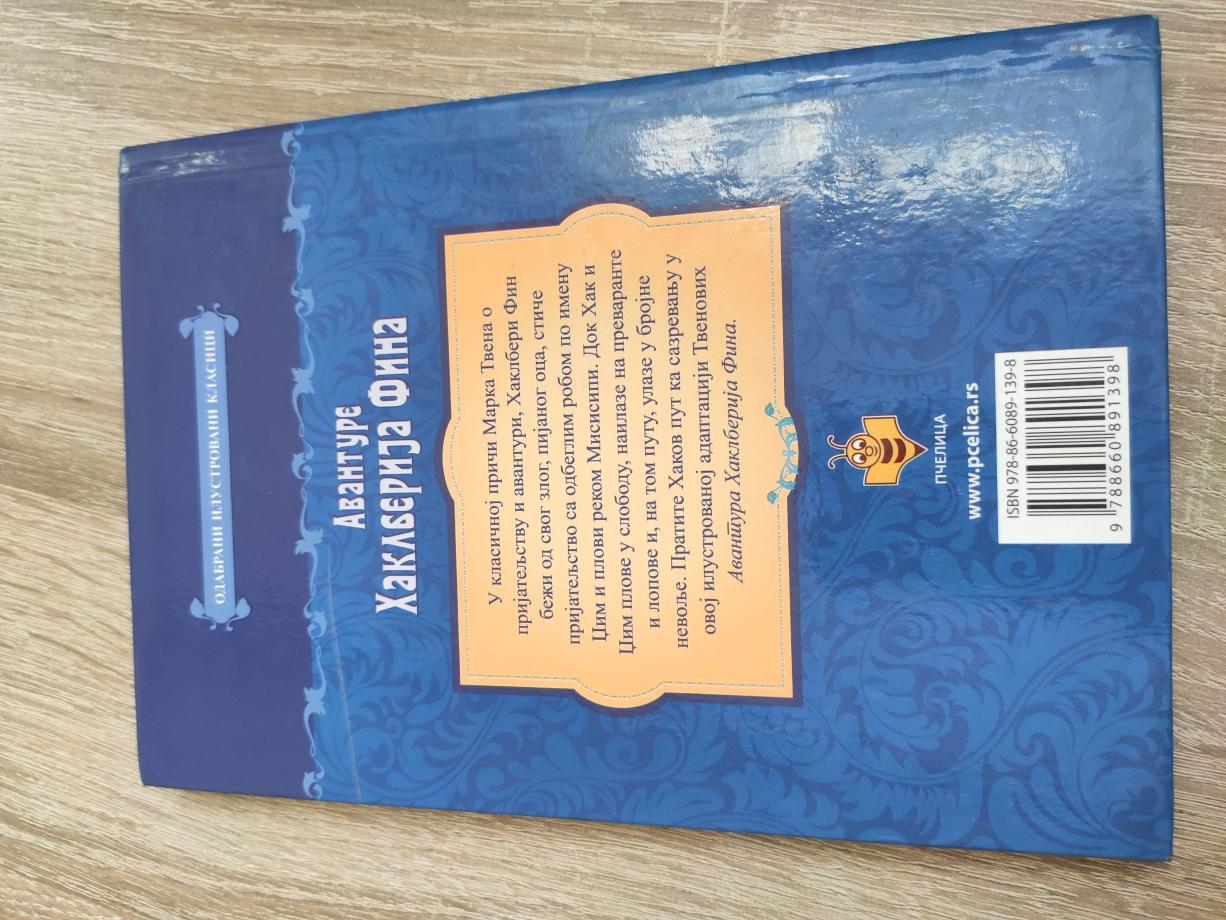 ОДАБРАНИ ИЛУСТРОВАНИ КЛАСИЦИ
Авантуре
Хаклберија Фина
У класичној причи Марка Твена о
пријатељству и авантури, Хаклбери Фин
бежи од свог злог, пијаног оца, стиче
пријатељство са одбеглим робом по имену
Џим и плови реком Мисисипи. Док Хак и
Џим плове у слободу, наилазе на преваранте
и лопове и, на том путу, упазе у бројне
невоље. Пратите Хаков пут ка сазревању у
овој илустрованој адаптацији Твенових
Авантура Хаклберија Фина.
ПЧЕЛИЦА
www.pcelica.rs
ISBN 978-86-6089-139-8
9 788660 891398